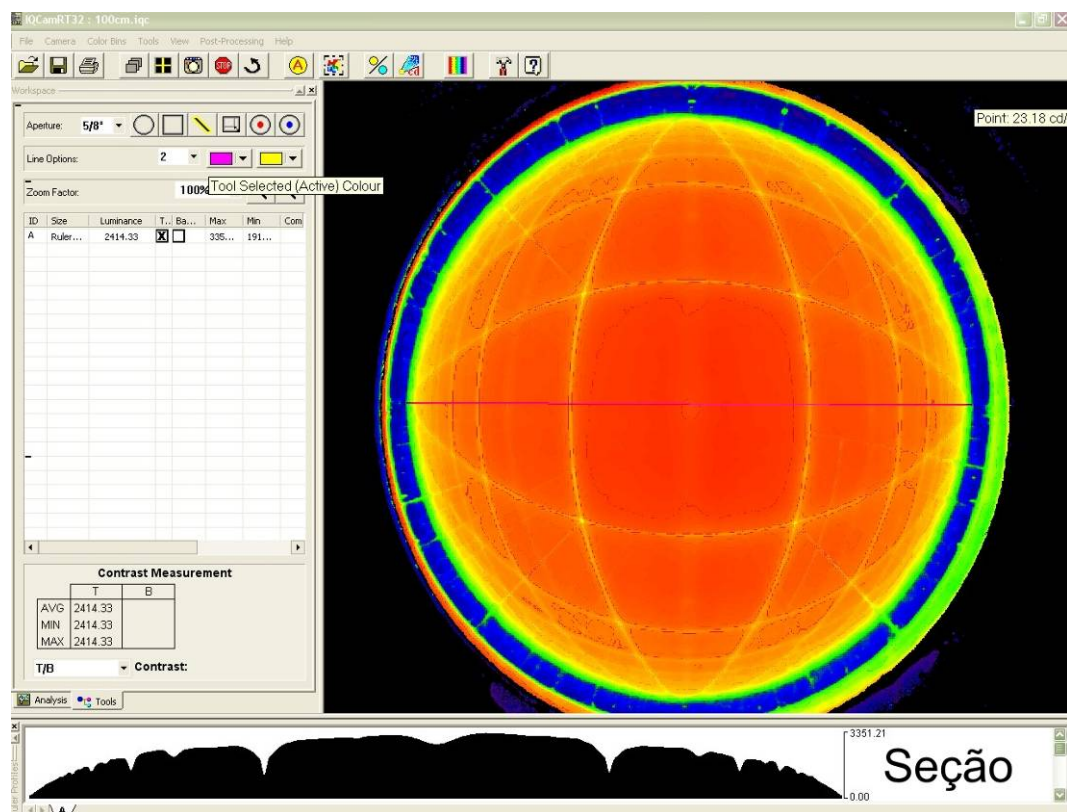 IQCamRT32 : 100cm.iqc
File Camera Color Bins Tools View Post-Processing Help
STOP A cd
Workspace
Point: 23.18 cd/
Aperture: 5/8"
Line Options: 2
Tool Selected (Active) Colour
Zoom Factor: 100%
ID Size Luminance T.. Ba... Max Min Com
A Ruler... 2414.33 X 335... 191...
Contrast Measurement
T B
AVG 2414.33
MIN 2414.33
MAX 2414.33
T/B Contrast:
Analysis Tools
3351.21
Seção
0.00
A